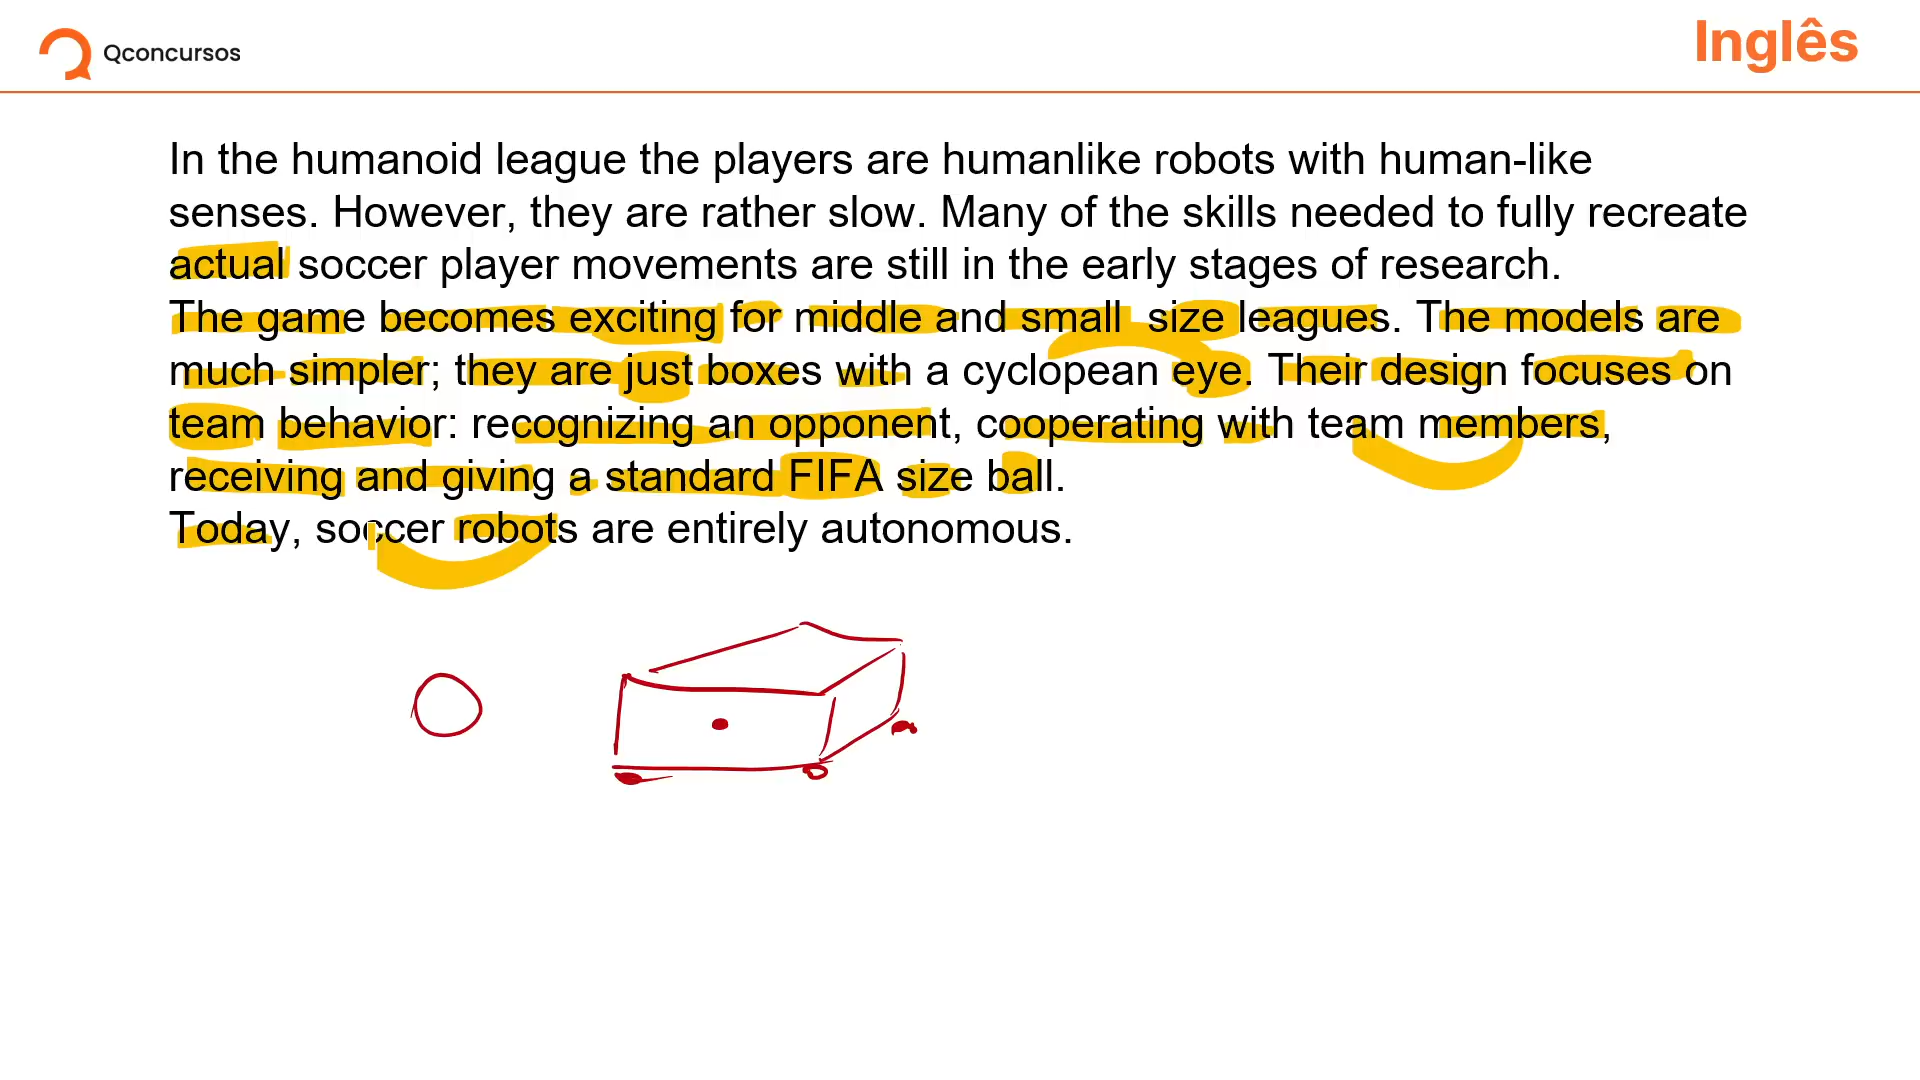 Qconcursos
Inglês
In the humanoid league the players are humanlike robots with human-like
senses. However, they are rather slow. Many of the skills needed to fully recreate
actual soccer player movements are still in the early stages of research.
The game becomes exciting for middle and small size leagues. The models are
much simpler; they are just boxes with a cyclopean eye. Their design focuses on
team behavior: recognizing an opponent, cooperating with team members,
receiving and giving a standard FIFA size ball.
Today, soccer robots are entirely autonomous.